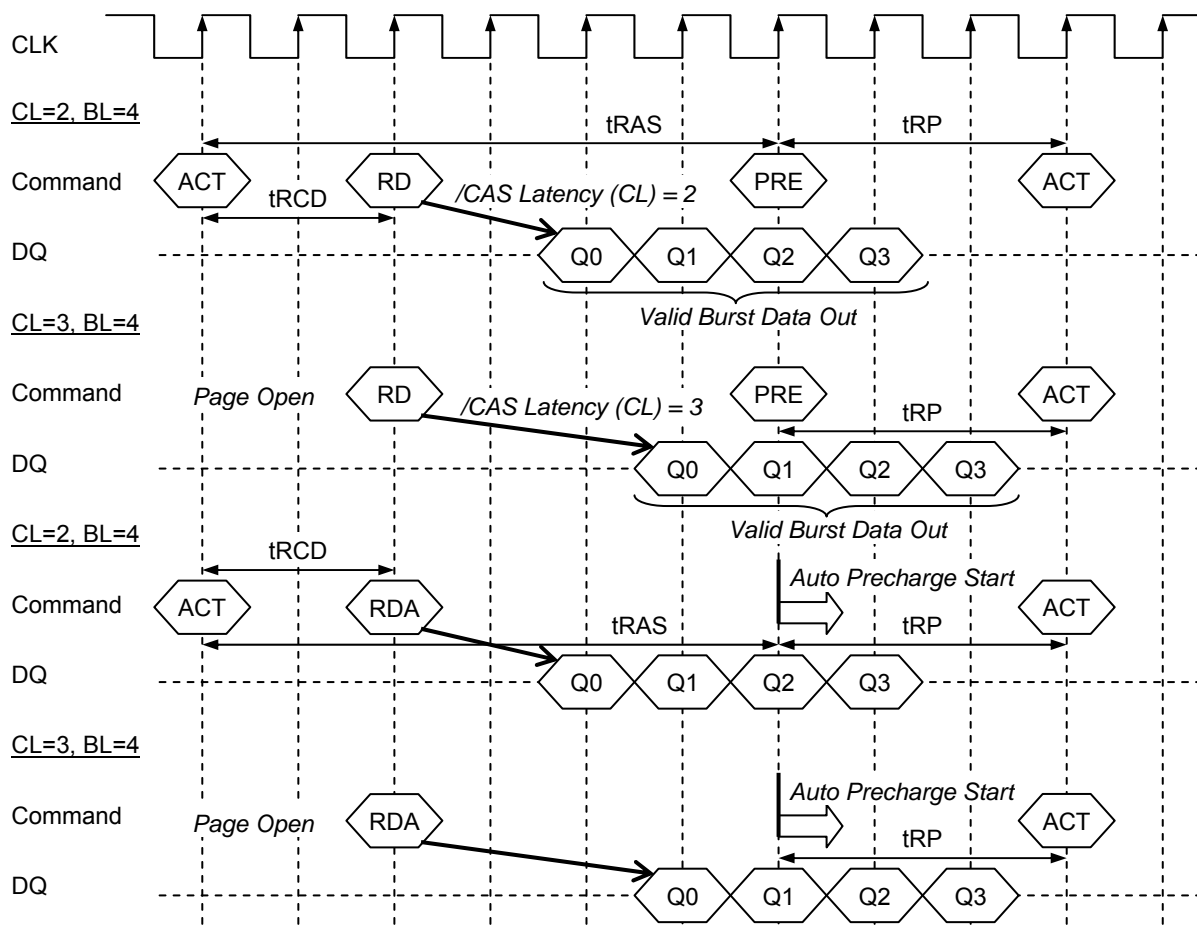 CLK
CL=2, BL=4
tRAS tRP
Command ACT RD PRE ACT
tRCD /CAS Latency (CL) = 2
DQ Q0 Q1 Q2 Q3
Valid Burst Data Out
CL=3, BL=4
Command Page Open RD PRE ACT
/CAS Latency (CL) = 3 tRP
DQ Q0 Q1 Q2 Q3
Valid Burst Data Out
CL=2, BL=4
tRCD
Auto Precharge Start
Command ACT RDA ACT
tRAS tRP
DQ Q0 Q1 Q2 Q3
CL=3, BL=4
Auto Precharge Start
Command Page Open RDA ACT
tRP
DQ Q0 Q1 Q2 Q3